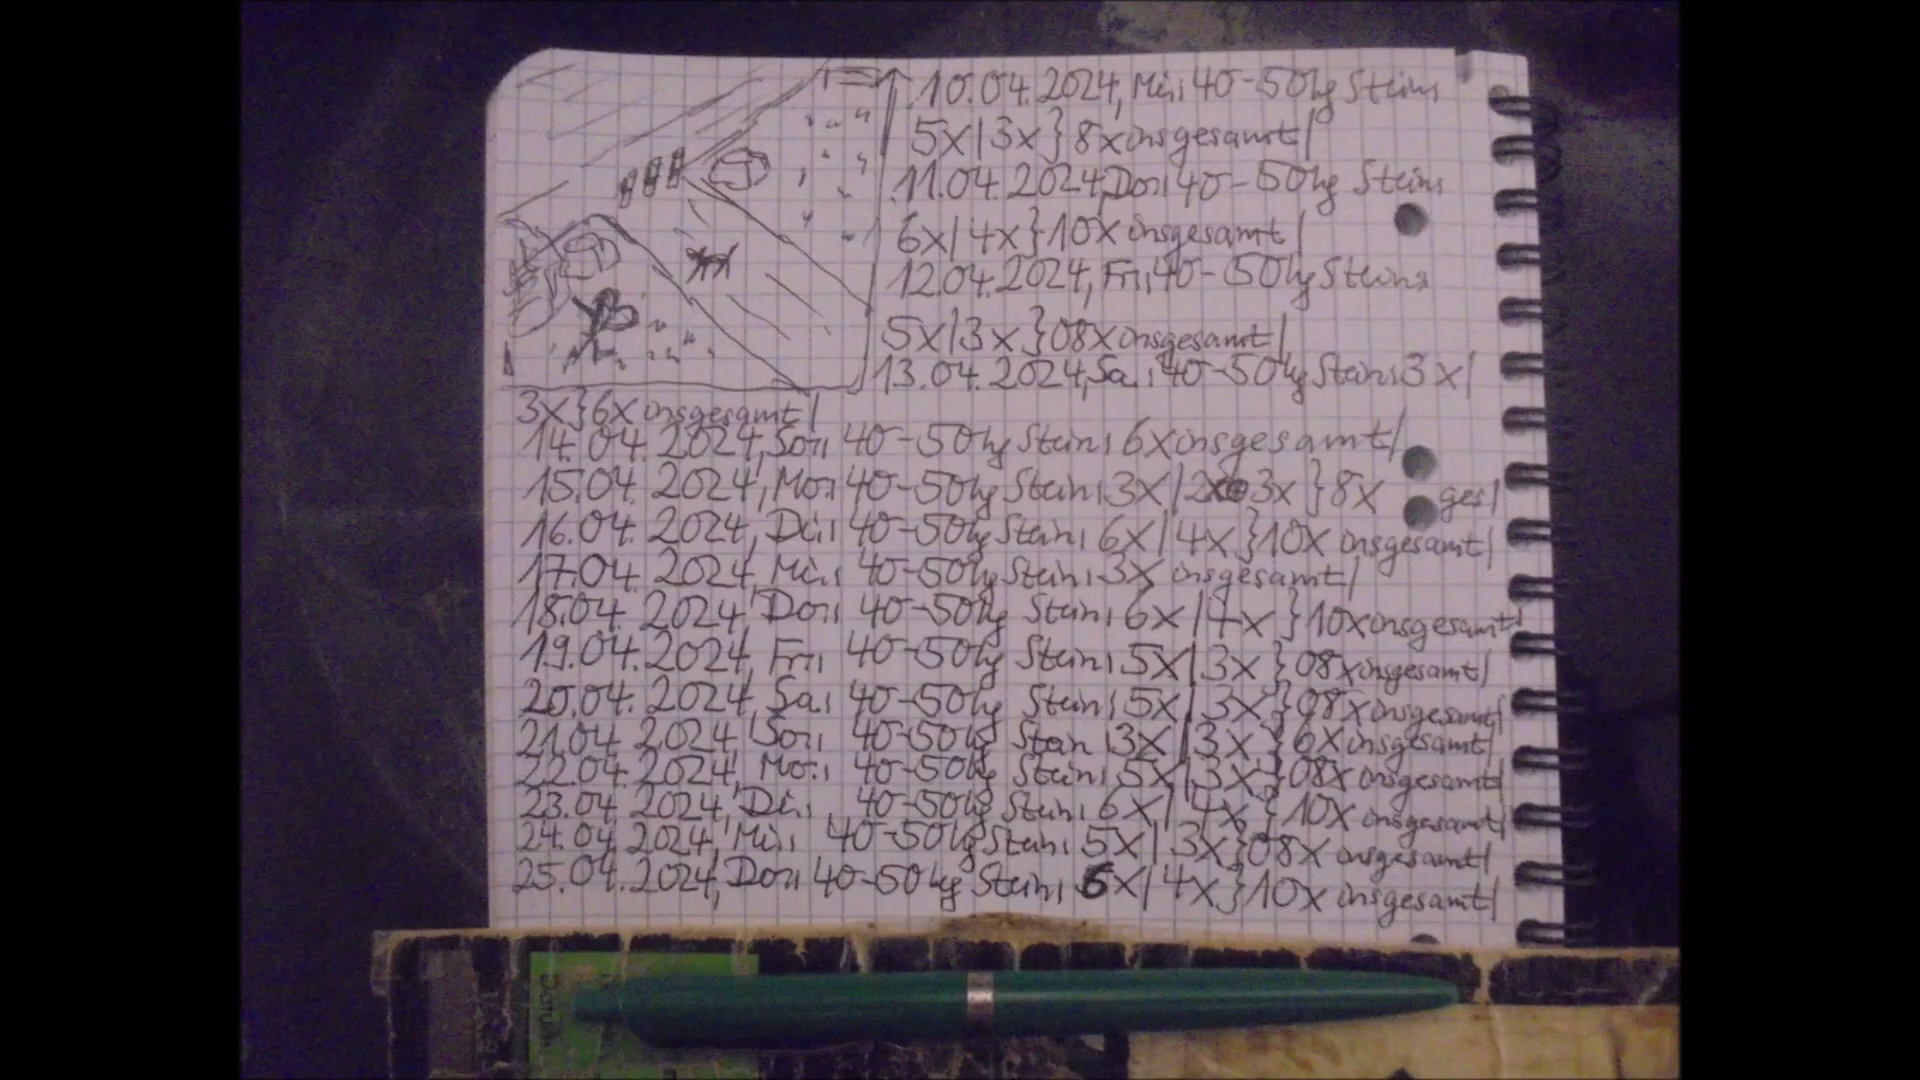 10.04.2024, Mi., 40-50kg Stein,
5x|3x}8x insgesamt|
11.04.2024, Do., 40-50kg Stein,
6x|4x}10x insgesamt|
12.04.2024, Fr., 40-50kg Stein,
5x|3x}08x insgesamt|
13.04.2024, Sa., 40-50kg Stein, 3x|
3x}6x insgesamt|
14.04.2024, So., 40-50kg Stein, 6x insgesamt|
15.04.2024, Mo., 40-50kg Stein, 3x|2x 3x}8x ges|
16.04.2024, Di., 40-50kg Stein, 6x|4x}10x insgesamt|
17.04.2024, Mi., 40-50kg Stein, 3x insgesamt|
18.04.2024, Do., 40-50kg Stein, 6x|4x}10x insgesamt|
19.04.2024, Fr., 40-50kg Stein, 5x|3x}08x insgesamt|
20.04.2024, Sa., 40-50kg Stein, 5x|3x}08x insgesamt|
21.04.2024, So., 40-50kg Stein, 3x|3x}6x insgesamt|
22.04.2024, Mo., 40-50kg Stein, 5x|3x}08x insgesamt|
23.04.2024, Di., 40-50kg Stein, 6x|4x}10x insgesamt|
24.04.2024, Mi., 40-50kg Stein, 5x|3x}08x insgesamt|
25.04.2024, Do., 40-50kg Stein, 6x|4x}10x insgesamt|